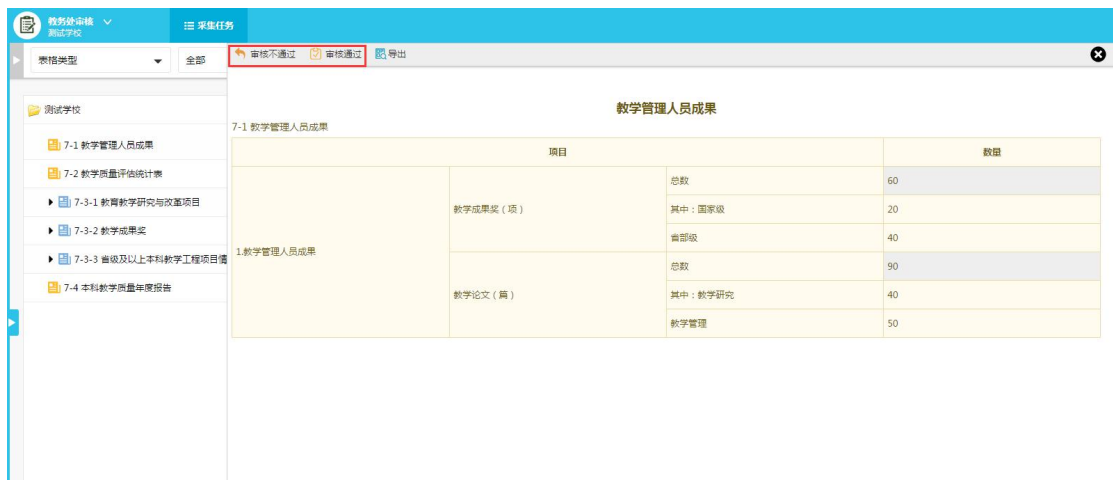 教务处审核
测试学校
采集任务
表格类型 全部
审核不通过 审核通过 导出
测试学校
7-1 教学管理人员成果
7-2 教学质量评估统计表
7-3-1 教育教学研究与改革项目
7-3-2 教学成果奖
7-3-3 省级及以上本科教学工程项目情
7-4 本科教学质量年度报告
教学管理人员成果
7-1 教学管理人员成果
项目 数量
1.教学管理人员成果
教学成果奖（项）
总数 60
其中：国家级 20
省部级 40
教学论文（篇）
总数 90
其中：教学研究 40
教学管理 50